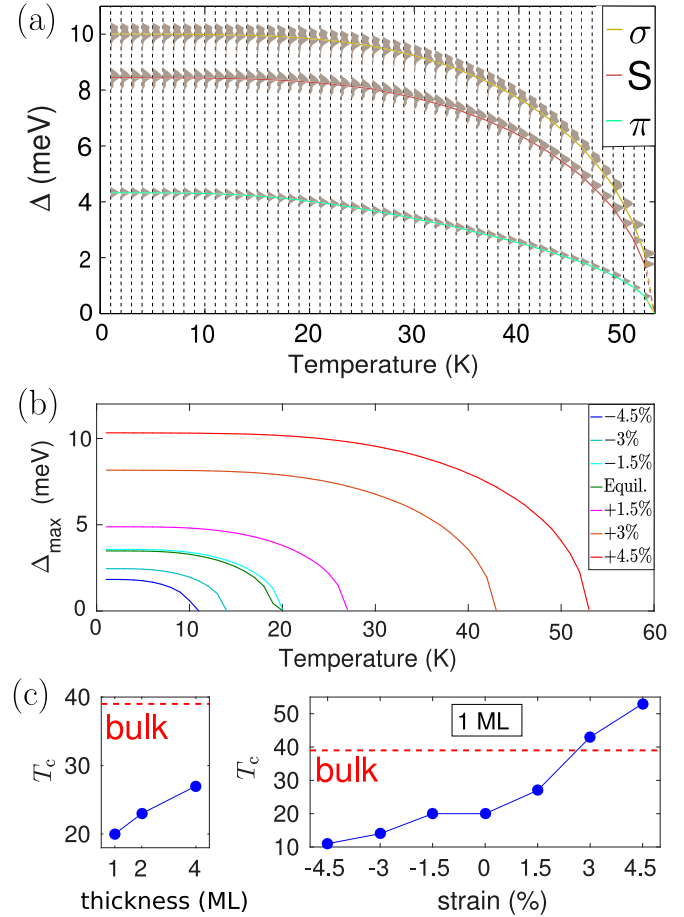 (a)
10
8
6
4
2
0
Δ (meV)
σ
S
π
0 10 20 30 40 50
Temperature (K)
(b)
10
5
0
Δmax (meV)
−4.5%
−3%
−1.5%
Equil.
+1.5%
+3%
+4.5%
0 10 20 30 40 50 60
Temperature (K)
(c)
40
30
20
Tc
bulk
1 2 4
thickness (ML)
50
40
30
20
10
Tc
1 ML
bulk
-4.5 -3 -1.5 0 1.5 3 4.5
strain (%)